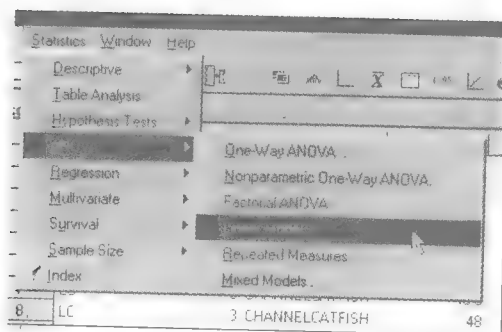 Statistics Window Help
Descriptive
Table Analysis
Hypothesis Tests
Regression
Multivariate
Survival
Sample Size
Index
One-Way ANOVA .
Nonparametric One-Way ANOVA.
Factorial ANOVA
Repeated Measures
Mixed Models .
8. LC 3 CHANNELCATFISH 48